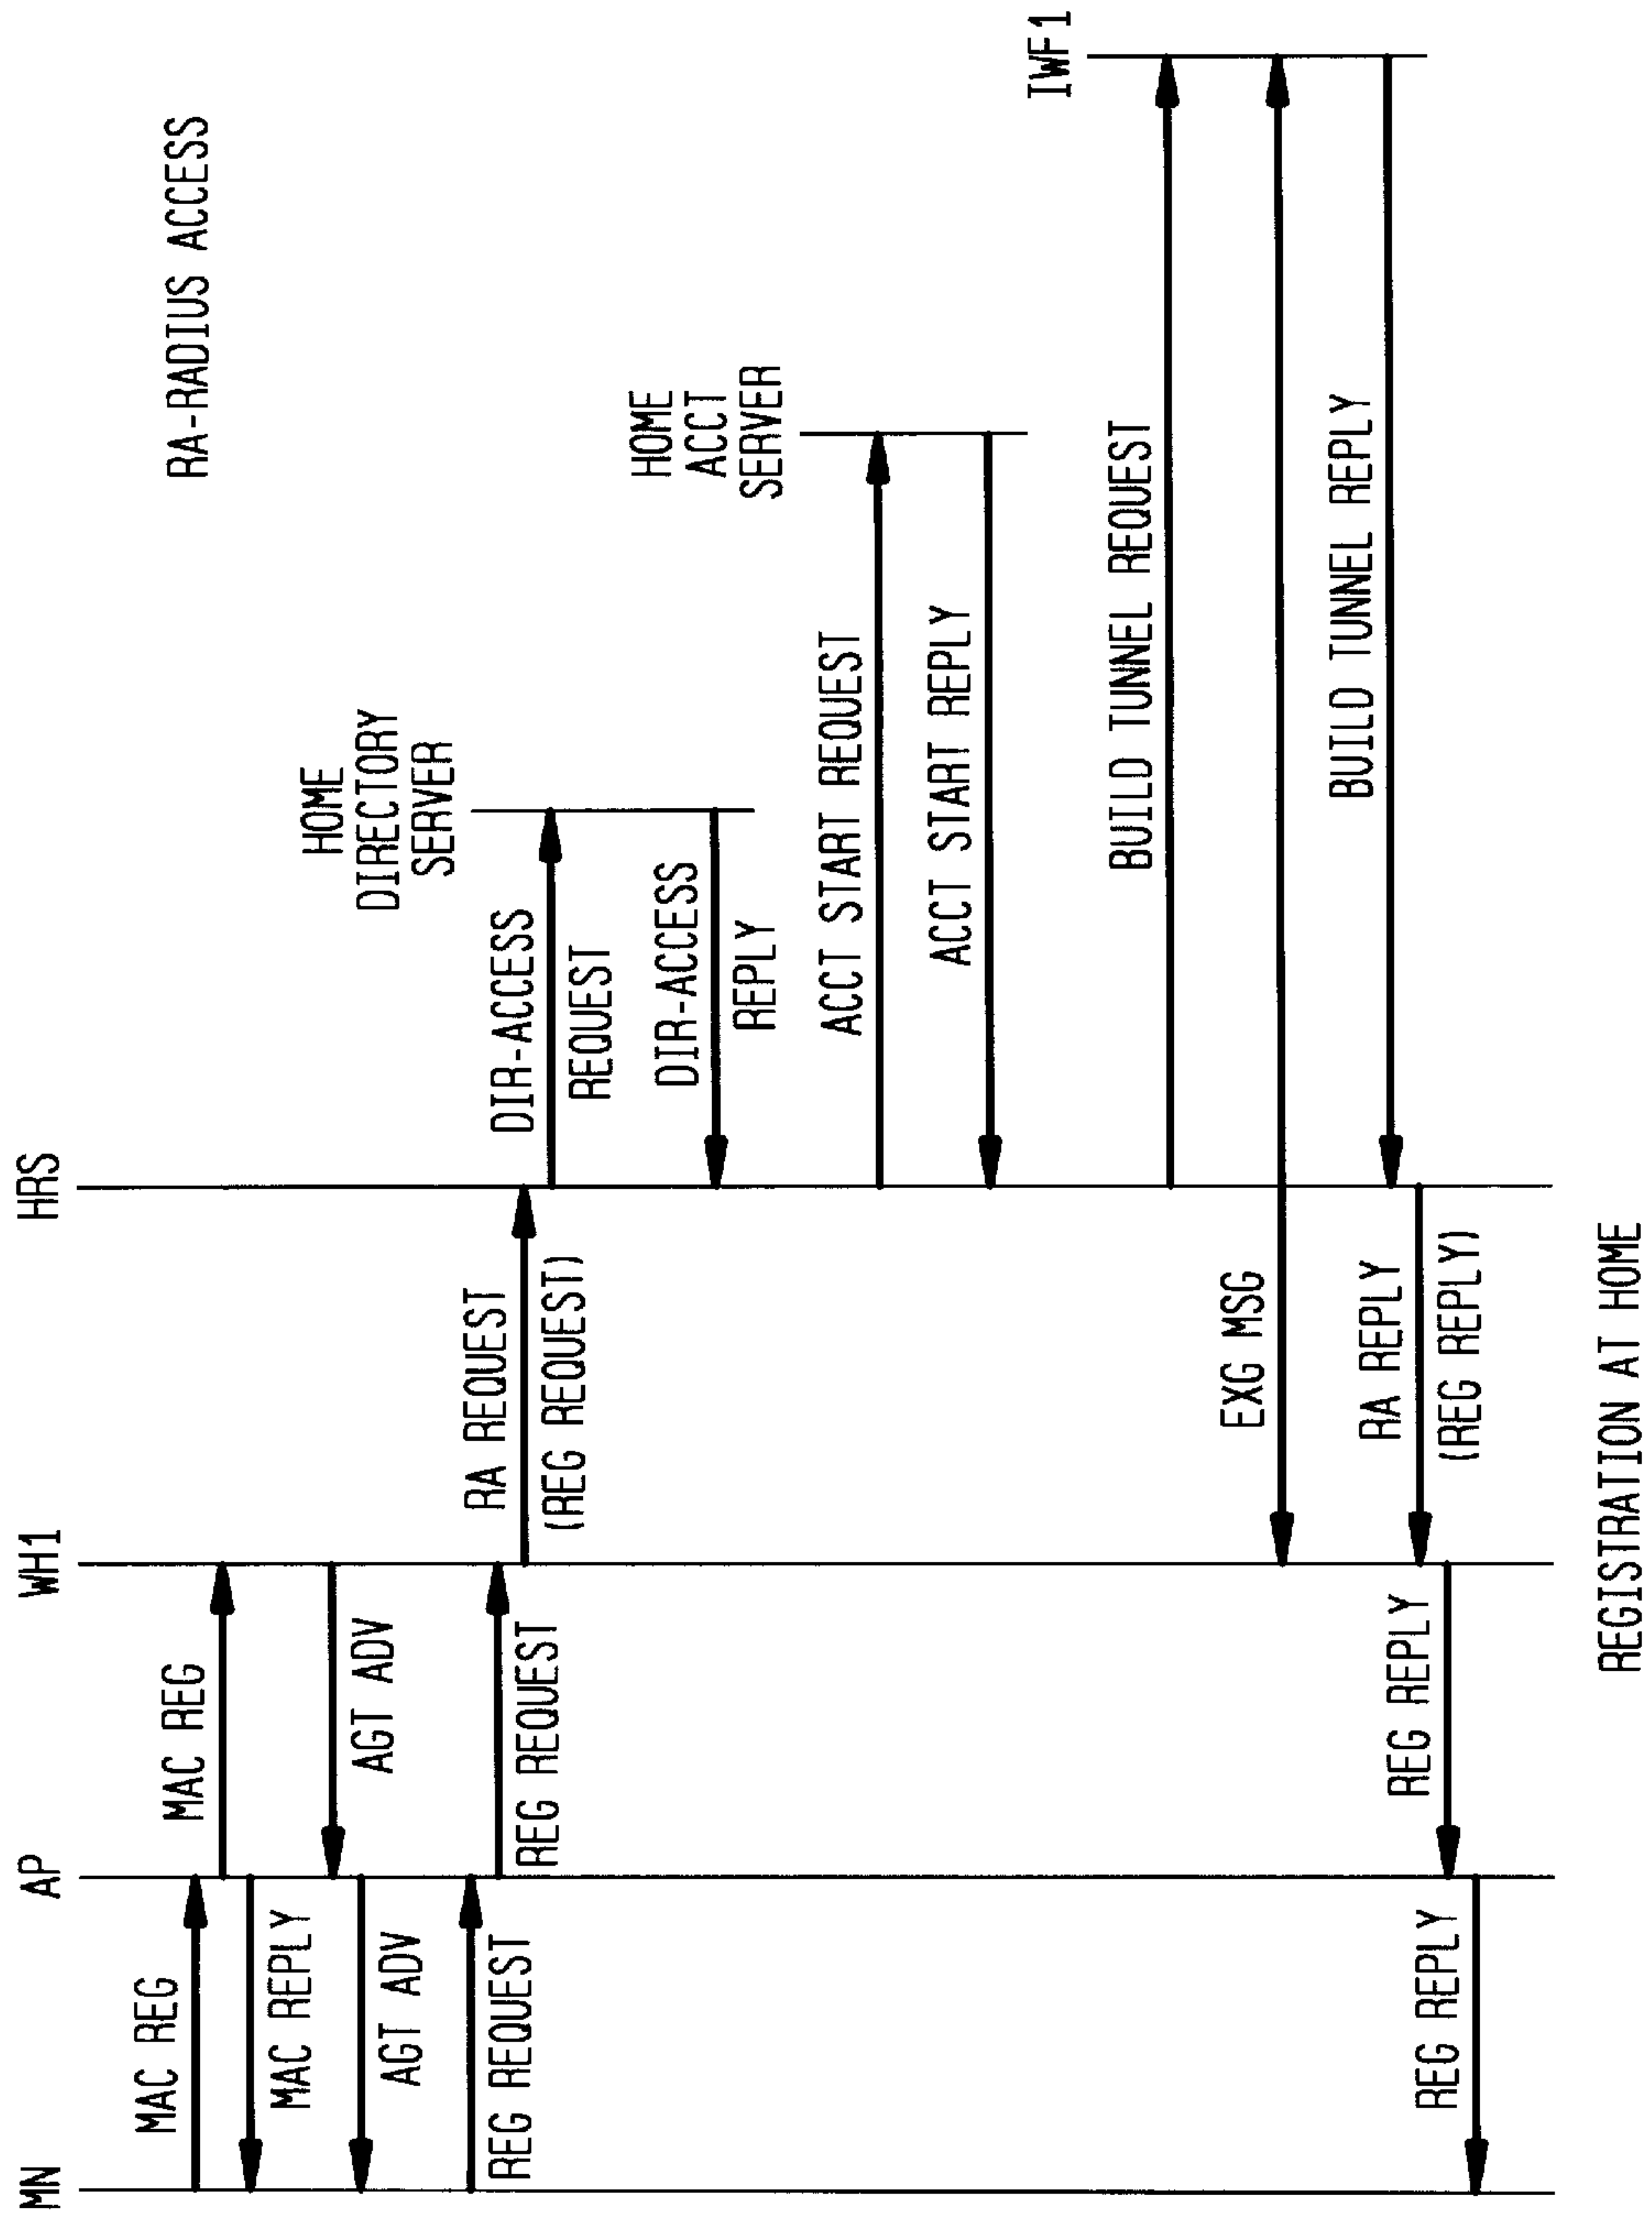 MN
AP
WH1
HRS
RA-RADIUS ACCESS
MAC REG
MAC REG
MAC REPLY
AGT ADV
AGT ADV
REG REQUEST
REG REQUEST
RA REQUEST
(REG REQUEST)
HOME
DIRECTORY
SERVER
DIR-ACCESS
REQUEST
DIR-ACCESS
REPLY
HOME
ACCT
SERVER
ACCT START REQUEST
ACCT START REPLY
IWF1
BUILD TUNNEL REQUEST
EXG MSG
BUILD TUNNEL REPLY
RA REPLY
(REG REPLY)
REG REPLY
REG REPLY
REGISTRATION AT HOME